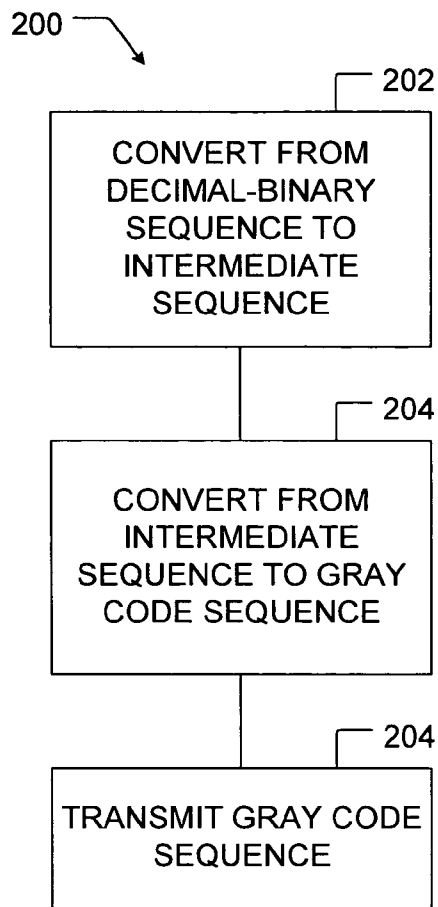 200
202
CONVERT FROM
DECIMAL-BINARY
SEQUENCE TO
INTERMEDIATE
SEQUENCE
204
CONVERT FROM
INTERMEDIATE
SEQUENCE TO GRAY
CODE SEQUENCE
204
TRANSMIT GRAY CODE
SEQUENCE